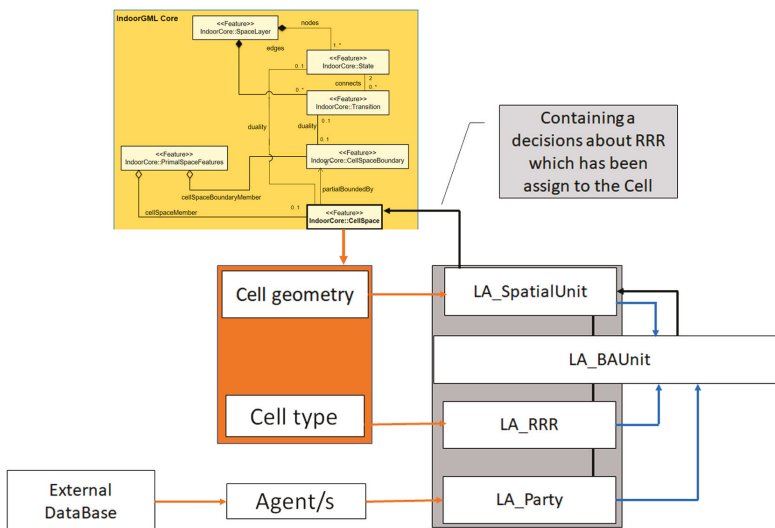 IndoorGML Core
<<Feature>>
IndoorCore::SpaceLayer
nodes
1..*
edges
<<Feature>>
IndoorCore::State
0..1
2
connects
0..*
0..*
<<Feature>>
IndoorCore::Transition
duality
duality
0..1
0..1
<<Feature>>
IndoorCore::PrimalSpaceFeatures
<<Feature>>
IndoorCore::CellSpaceBoundary
partialBoundedBy
cellSpaceBoundaryMember
cellSpaceMember
0..1
<<Feature>>
IndoorCore::CellSpace
Containing a
decisions about RRR
which has been
assign to the Cell
Cell geometry
LA_SpatialUnit
LA_BAUnit
Cell type
LA_RRR
External
DataBase
Agent/s
LA_Party